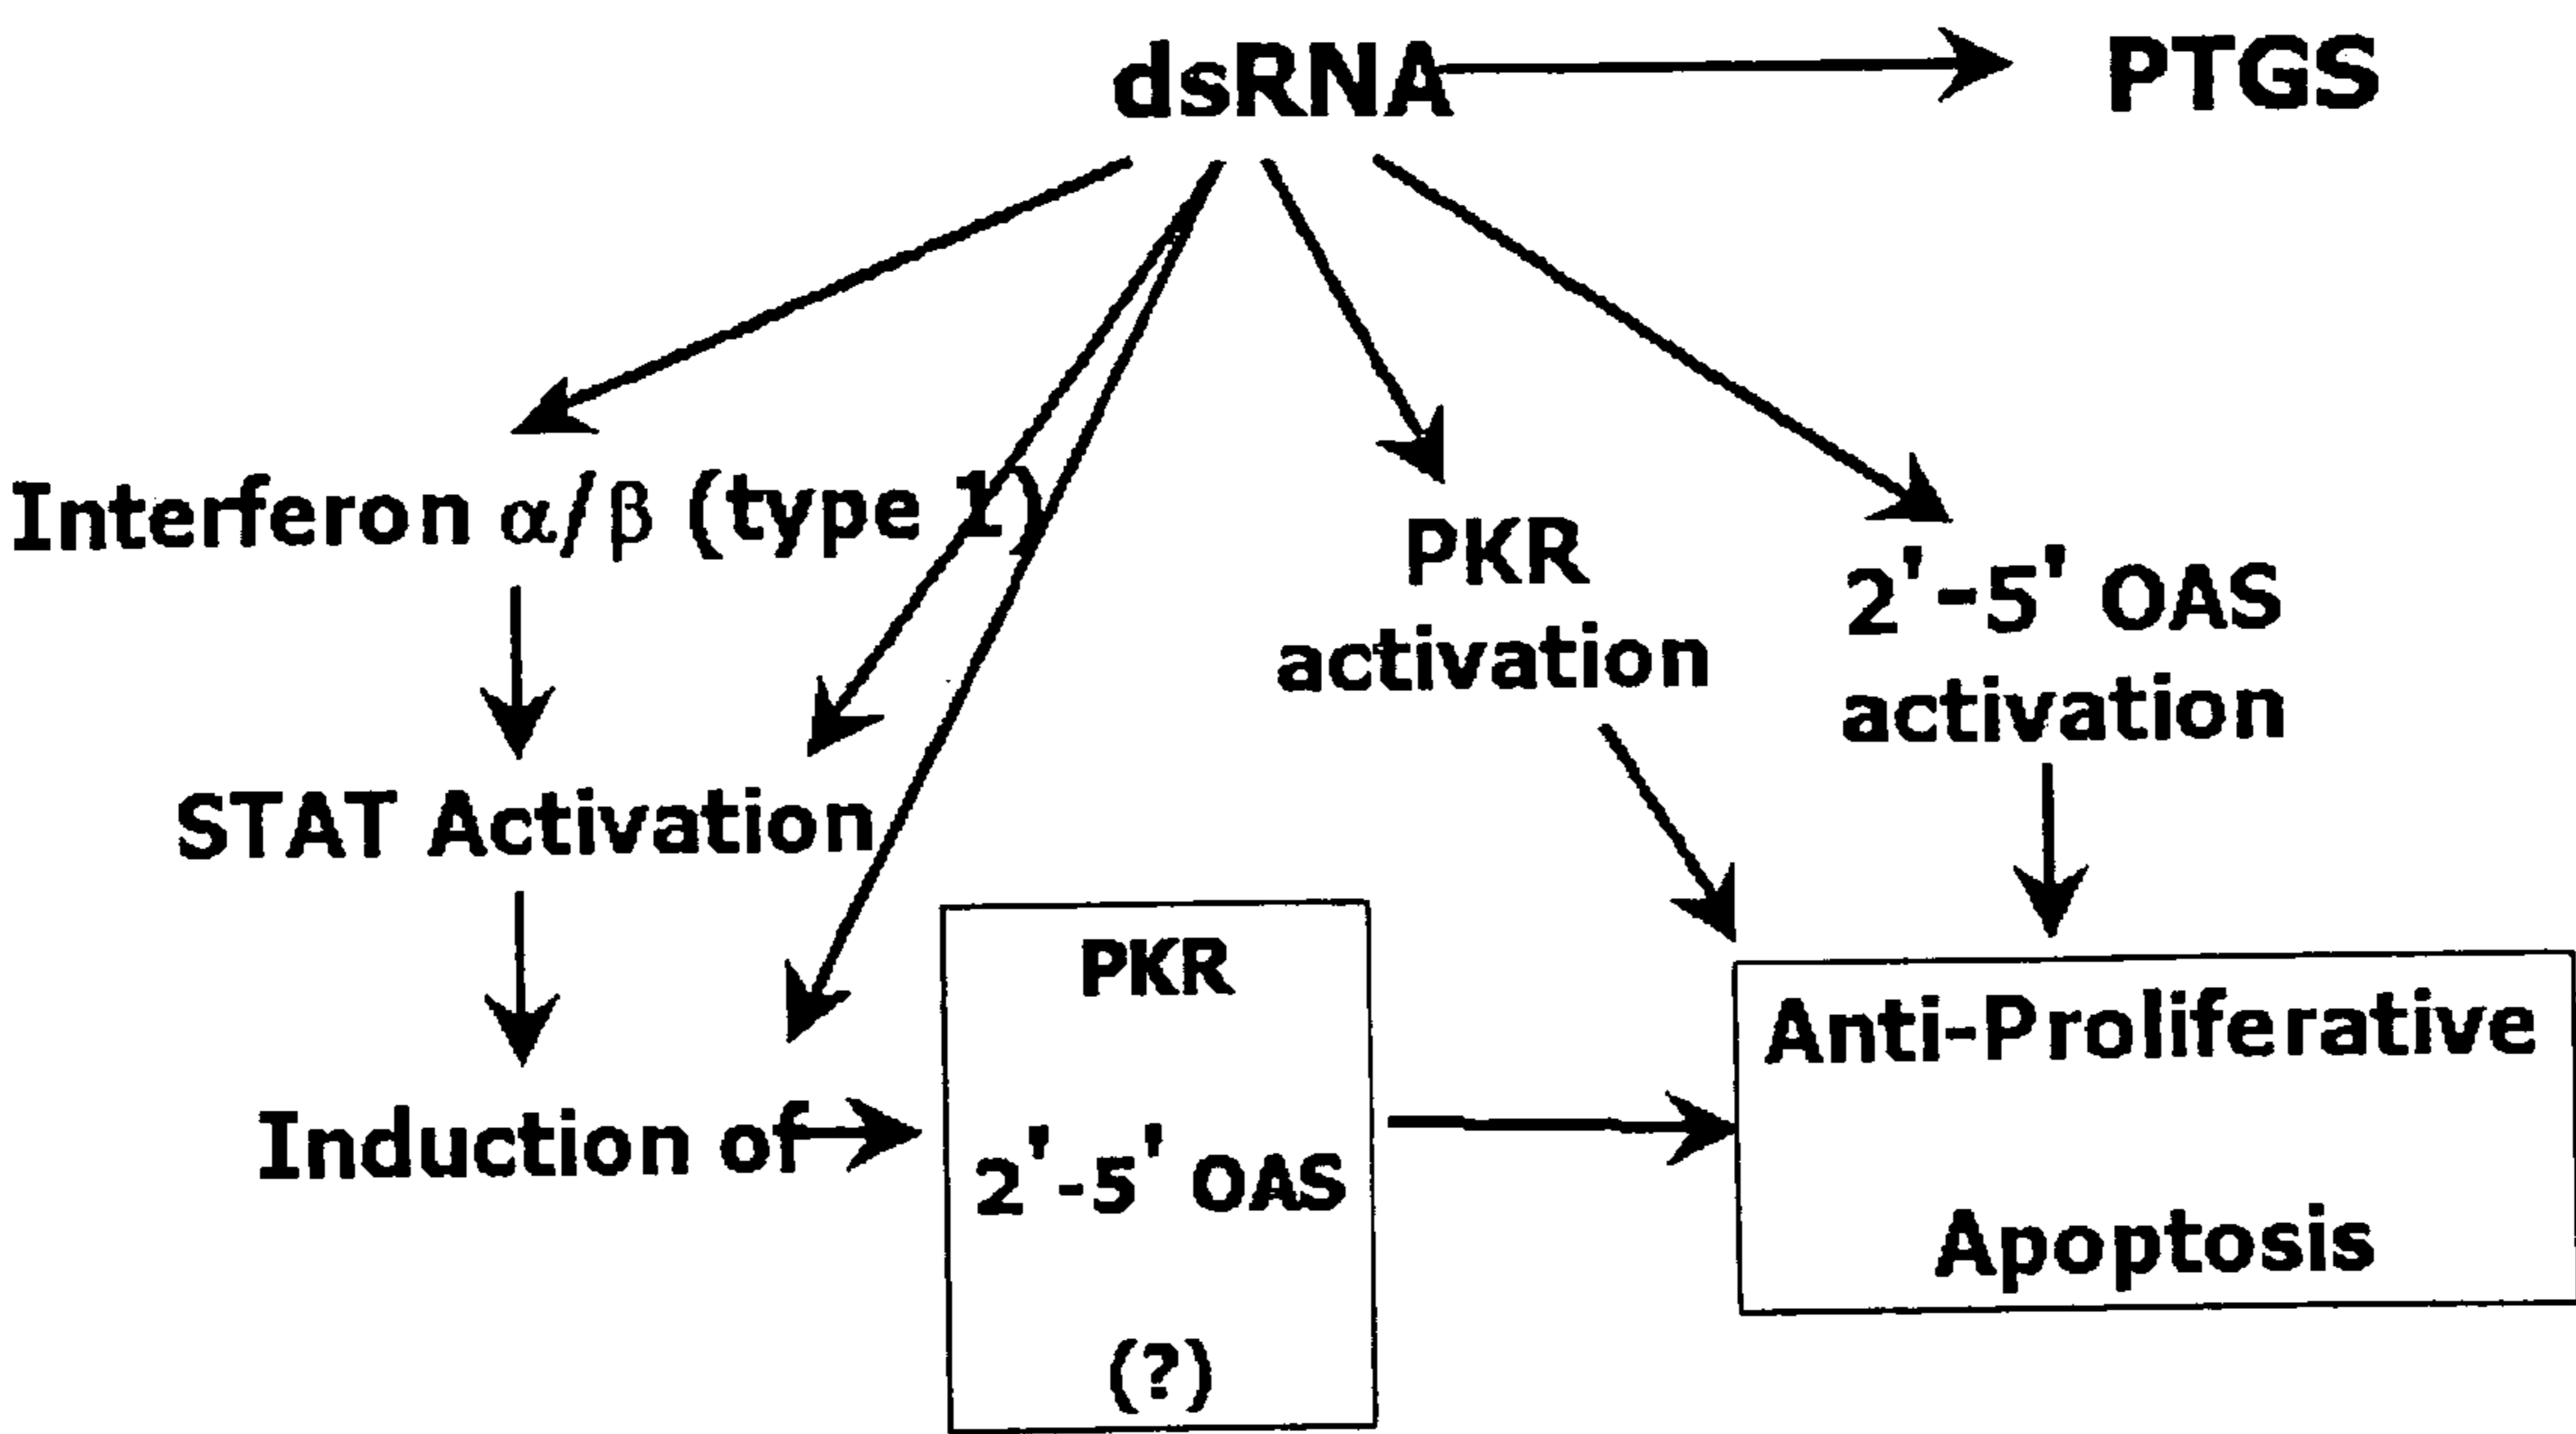 dsRNA PTGS
Interferon α/β (type 1)
PKR
activation
2'-5' OAS
activation
STAT Activation
Induction of
PKR
2'-5' OAS
(?)
Anti-Proliferative
Apoptosis